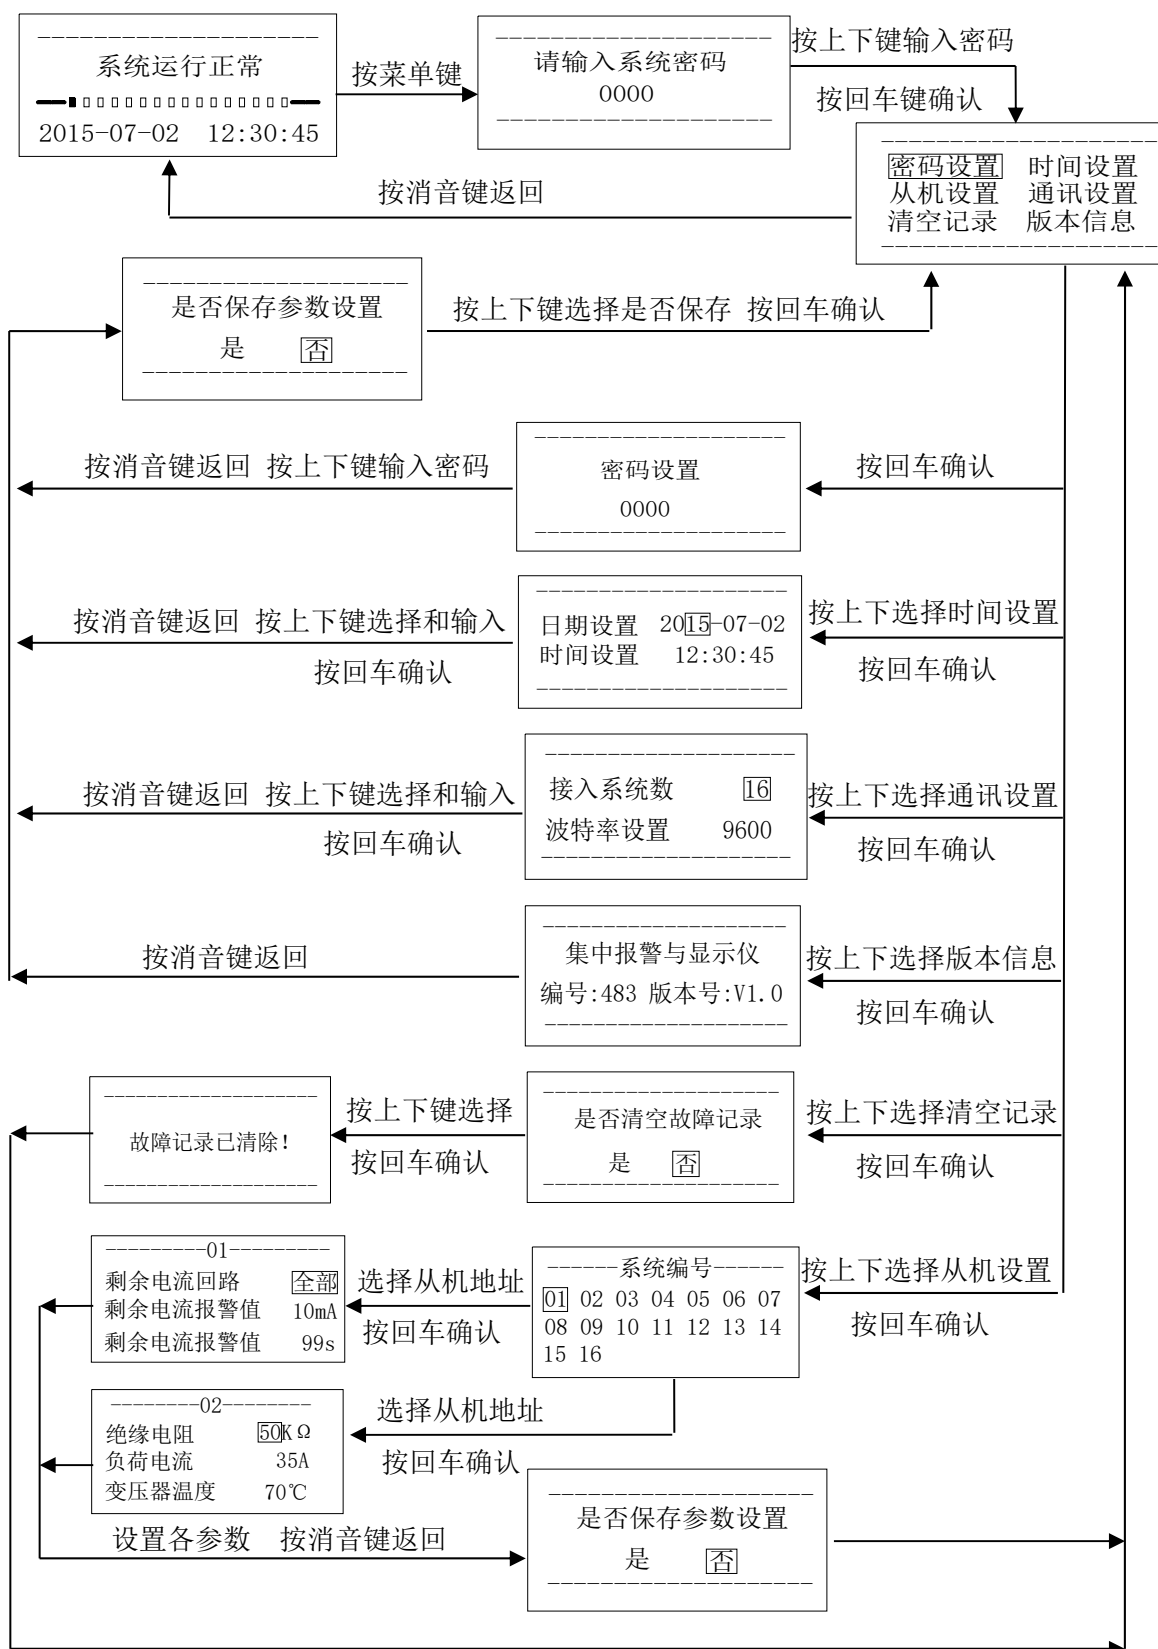 系统运行正常
2015-07-02 12:30:45
按菜单键
请输入系统密码
0000
按上下键输入密码
按回车键确认
密码设置 时间设置
从机设置 通讯设置
清空记录 版本信息
按消音键返回
是否保存参数设置
是 否
按上下键选择是否保存 按回车确认
按消音键返回 按上下键输入密码
密码设置
0000
按回车确认
按消音键返回 按上下键选择和输入
按回车确认
日期设置 2015-07-02
时间设置 12:30:45
按上下选择时间设置
按回车确认
按消音键返回 按上下键选择和输入
按回车确认
接入系统数 16
波特率设置 9600
按上下选择通讯设置
按回车确认
按消音键返回
集中报警与显示仪
编号:483 版本号:V1.0
按上下选择版本信息
按回车确认
故障记录已清除!
按上下键选择
按回车确认
是否清空故障记录
是 否
按上下选择清空记录
按回车确认
---------01---------
剩余电流回路 全部
剩余电流报警值 10mA
剩余电流报警值 99s
选择从机地址
按回车确认
------系统编号------
01 02 03 04 05 06 07
08 09 10 11 12 13 14
15 16
按上下选择从机设置
按回车确认
--------02--------
绝缘电阻 50KΩ
负荷电流 35A
变压器温度 70℃
选择从机地址
按回车确认
设置各参数 按消音键返回
是否保存参数设置
是 否